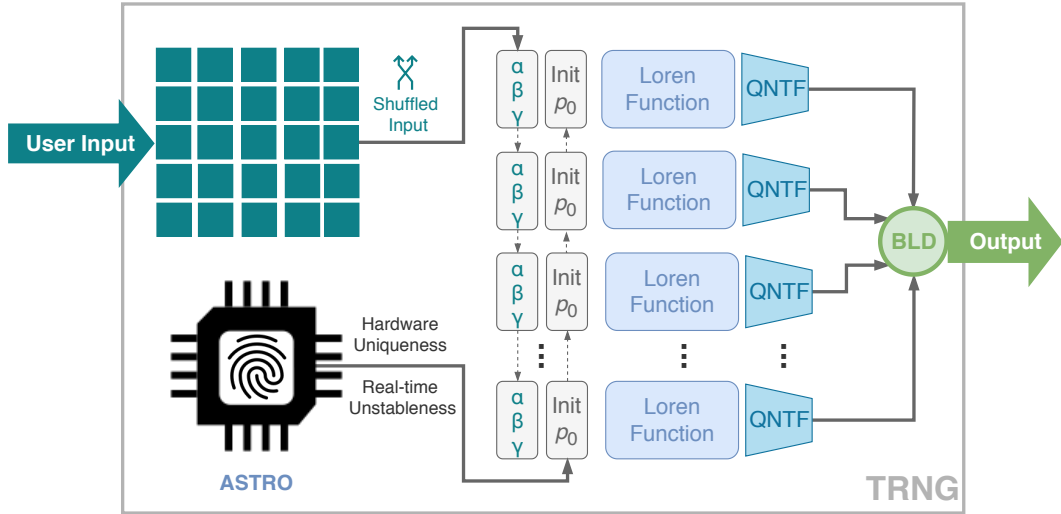 User Input
Shuffled
Input
α
β
γ
Init
p0
Loren
Function
QNTF
α
β
γ
Init
p0
Loren
Function
QNTF
BLD
Output
α
β
γ
Init
p0
Loren
Function
QNTF
Hardware
Uniqueness
Real-time
Unstableness
α
β
γ
Init
p0
Loren
Function
QNTF
ASTRO
TRNG